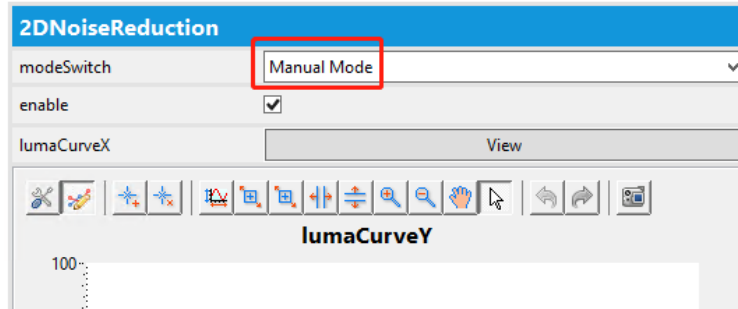 2DNoiseReduction
modeSwitch Manual Mode
enable
lumaCurveX View
lumaCurveY
100